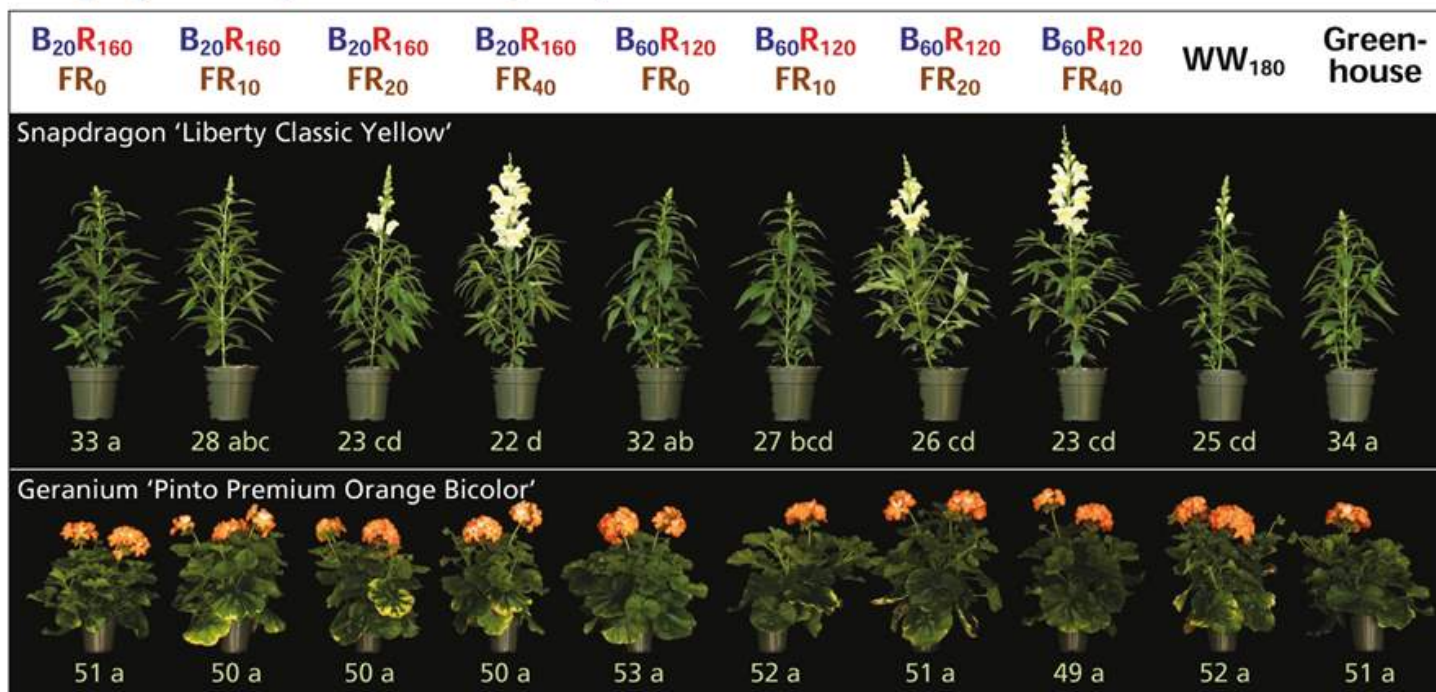 B₂₀R₁₆₀ B₂₀R₁₆₀ B₂₀R₁₆₀ B₂₀R₁₆₀ B₆₀R₁₂₀ B₆₀R₁₂₀ B₆₀R₁₂₀ B₆₀R₁₂₀ WW₁₈₀ Green-
FR₀ FR₁₀ FR₂₀ FR₄₀ FR₀ FR₁₀ FR₂₀ FR₄₀ house
Snapdragon ‘Liberty Classic Yellow’
33 a 28 abc 23 cd 22 d 32 ab 27 bcd 26 cd 23 cd 25 cd 34 a
Geranium ‘Pinto Premium Orange Bicolor’
51 a 50 a 50 a 50 a 53 a 52 a 51 a 49 a 52 a 51 a